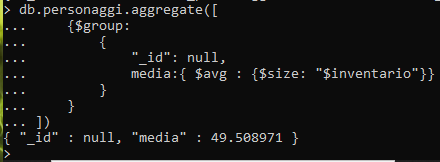 > db.personaggi.aggregate([
...     {$group:
...         {
...             "_id": null,
...             media:{ $avg : {$size: "$inventario"}}
...         }
...     }
... ])
{ "_id" : null, "media" : 49.508971 }
>